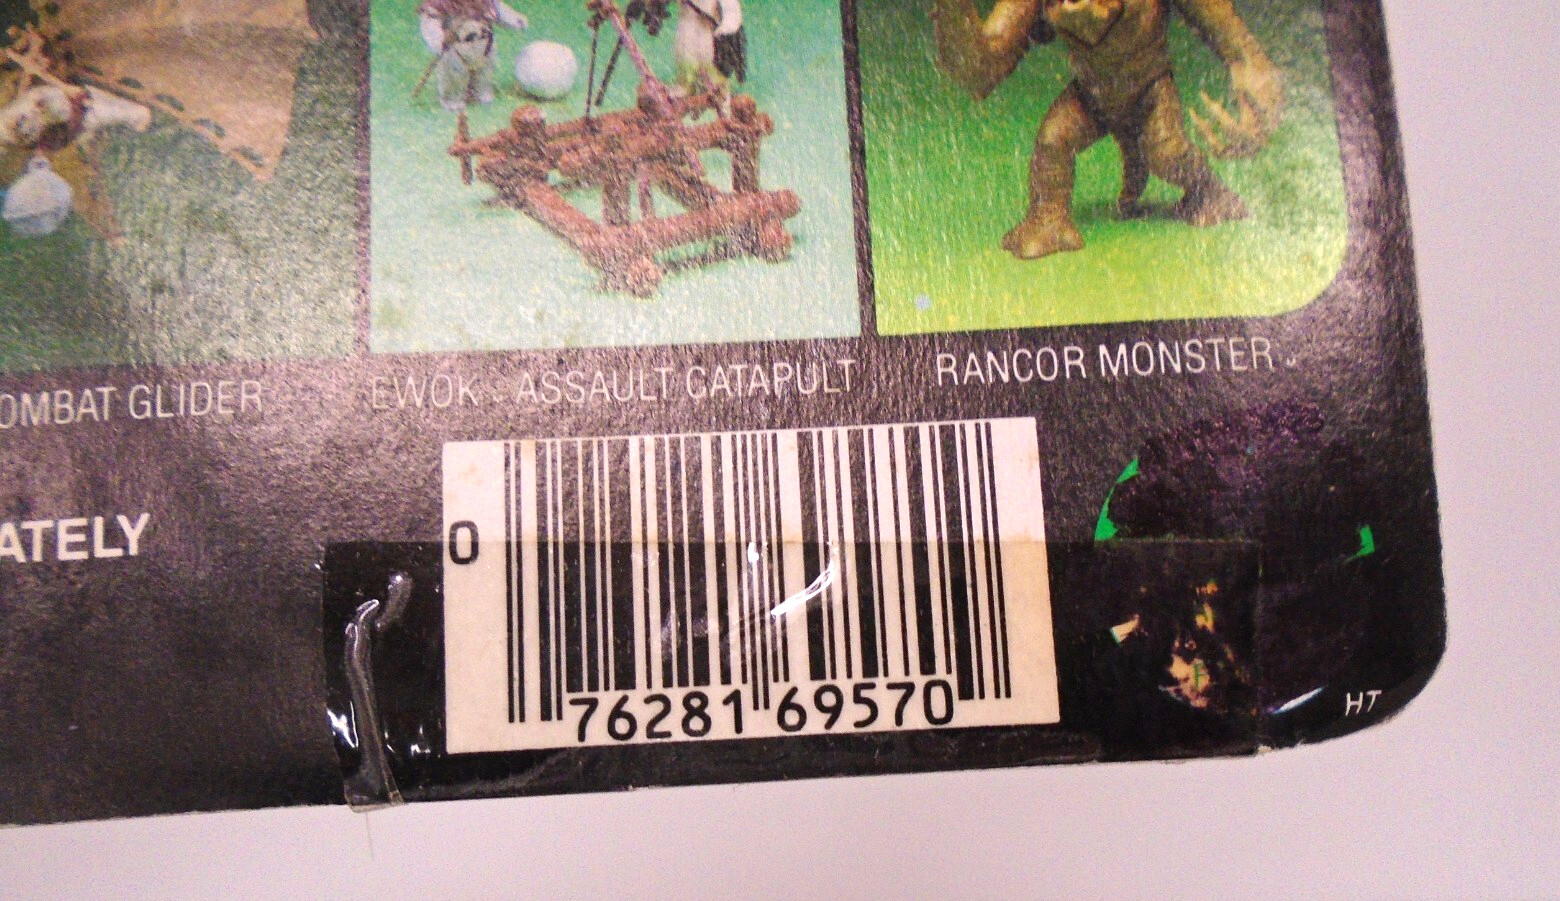 OMBAT GLIDER
EWOK ASSAULT CATAPULT
RANCOR MONSTER
ATELY
0
76281 69570
HT